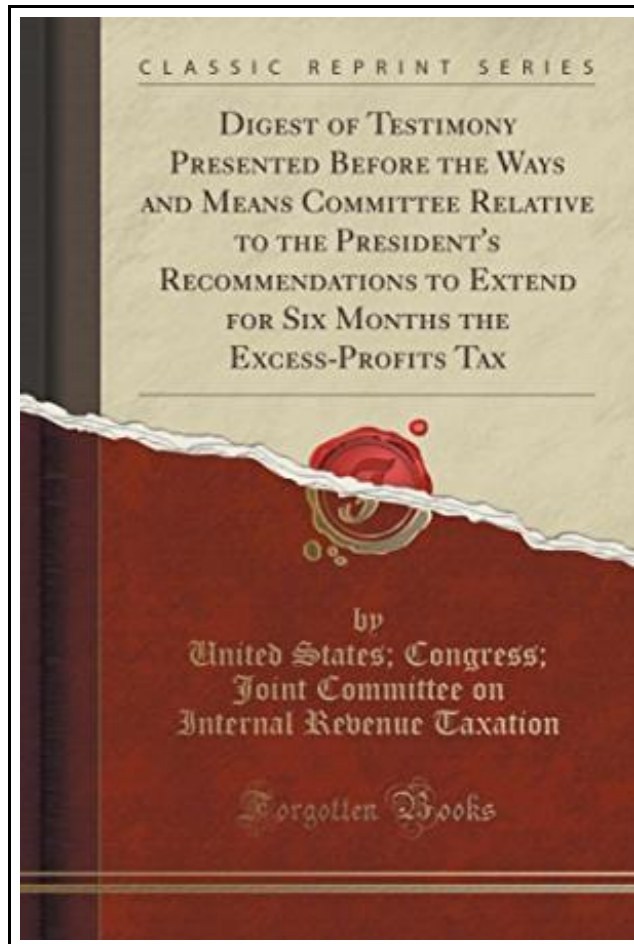 CLASSIC REPRINT SERIES
DIGEST OF TESTIMONY
PRESENTED BEFORE THE WAYS
AND MEANS COMMITTEE RELATIVE
TO THE PRESIDENT'S
RECOMMENDATIONS TO EXTEND
FOR SIX MONTHS THE
EXCESS-PROFITS TAX
by
United States; Congress;
Joint Committee on
Internal Revenue Taxation
Forgotten Books